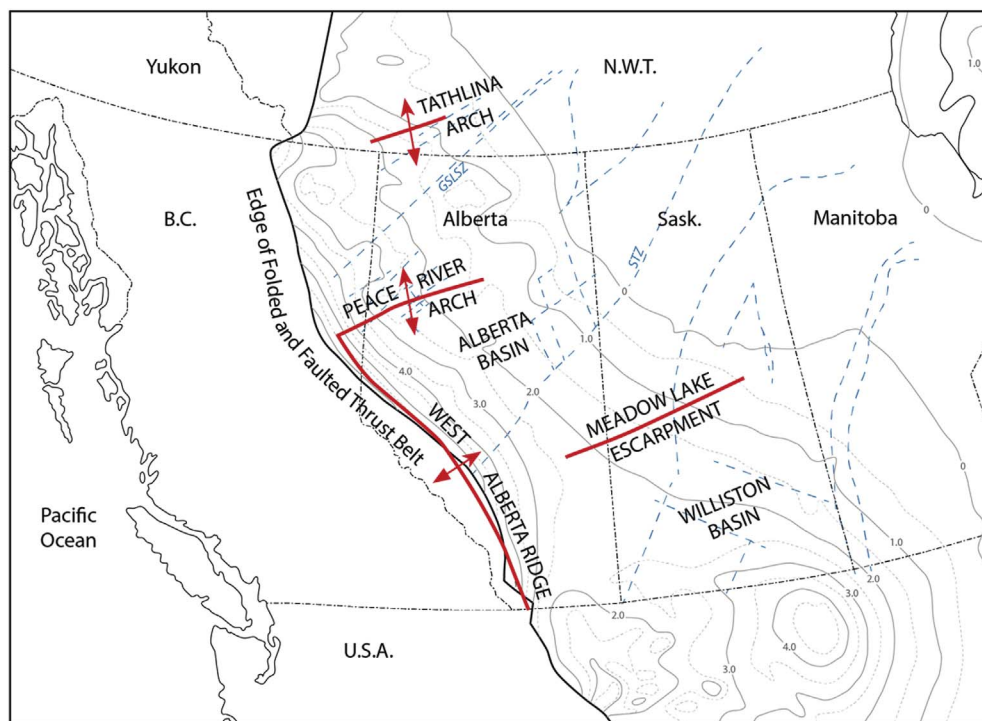 Yukon
N.W.T.
1.0
TATHLINA
ARCH
GSLSZ
B.C.
Alberta
Sask.
Manitoba
0
Edge of Folded and Faulted Thrust Belt
STZ
PEACE RIVER
ARCH
0
ALBERTA
BASIN
1.0
4.0
2.0
3.0
WEST
ALBERTA RIDGE
MEADOW LAKE
ESCARPMENT
0
Pacific
Ocean
WILLISTON
BASIN
1.0
2.0
3.0
2.0
4.0
3.0
U.S.A.